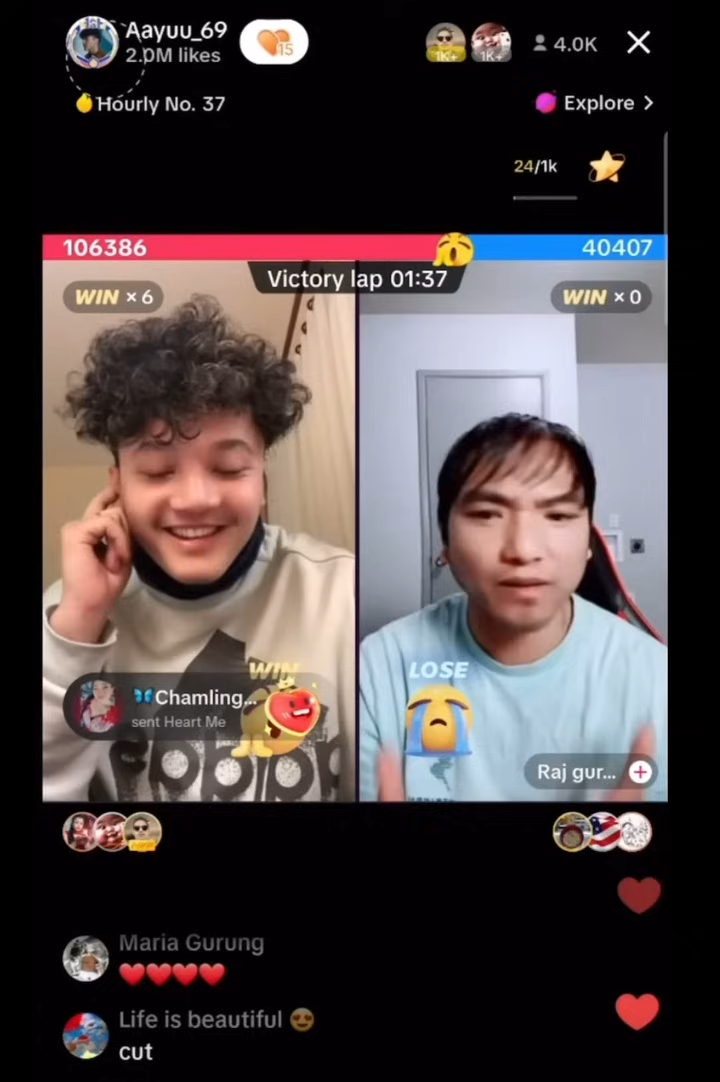 Aayuu_69
2.0M likes
15
1K+
1K+
4.0K
Hourly No. 37
Explore >
24/1k
106386
40407
Victory lap 01:37
WIN × 6
WIN × 0
WIN
LOSE
Chamling...
sent Heart Me
Raj gur...
Maria Gurung
Life is beautiful
cut